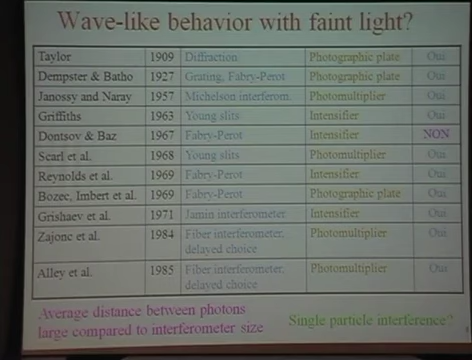 Wave-like behavior with faint light?
Taylor 1909 Diffraction Photographic plate Oui
Dempster & Batho 1927 Grating, Fabry-Perot Photographic plate Oui
Janossy and Naray 1957 Michelson interferom. Photomultiplier Oui
Griffiths 1963 Young slits Intensifier Oui
Dontsov & Baz 1967 Fabry-Perot Intensifier NON
Scarl et al. 1968 Young slits Photomultiplier Oui
Reynolds et al. 1969 Fabry-Perot Intensifier Oui
Bozec, Imbert et al. 1969 Fabry-Perot Photographic plate Oui
Grishaev et al. 1971 Jamin interferometer Intensifier Oui
Zajonc et al. 1984 Fiber interferometer, Photomultiplier Oui
delayed choice
Alley et al. 1985 Fiber interferometer, Photomultiplier Oui
delayed choice
Average distance between photons
large compared to interferometer size
Single particle interference?